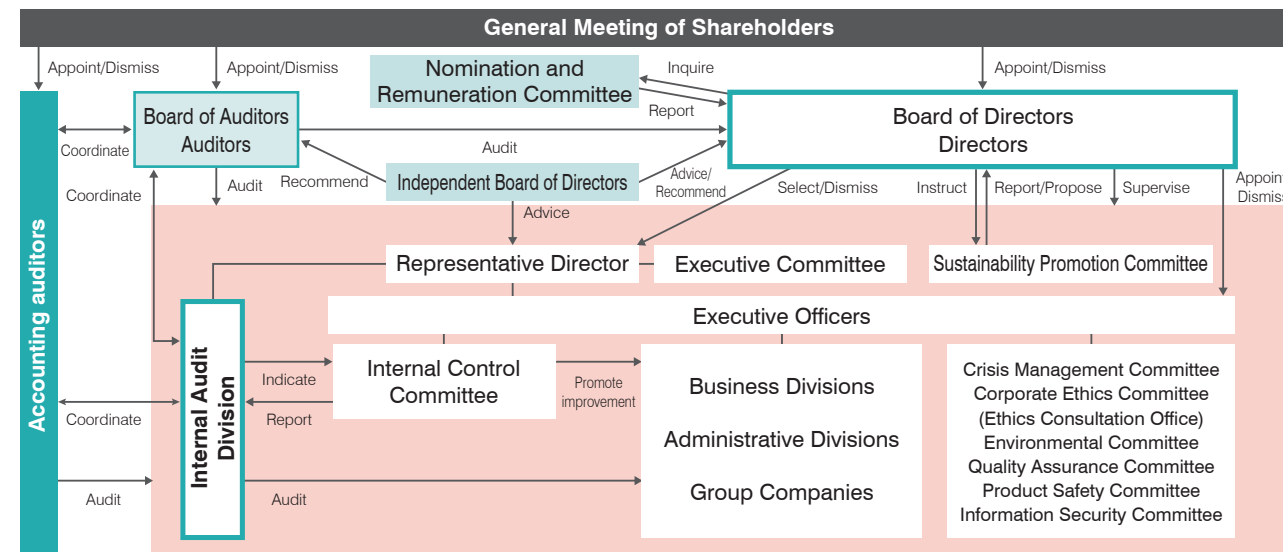 General Meeting of Shareholders
Appoint/Dismiss
Appoint/Dismiss
Nomination and
Remuneration Committee
Inquire
Report
Appoint/Dismiss
Accounting auditors
Coordinate
Board of Auditors
Auditors
Audit
Board of Directors
Directors
Coordinate
Audit
Recommend
Independent Board of Directors
Advice/
Recommend
Select/Dismiss
Instruct
Report/Propose
Supervise
Appoint
Dismiss
Advice
Representative Director
Executive Committee
Sustainability Promotion Committee
Executive Officers
Internal Audit
Division
Indicate
Report
Internal Control
Committee
Promote
improvement
Business Divisions
Administrative Divisions
Group Companies
Crisis Management Committee
Corporate Ethics Committee
(Ethics Consultation Office)
Environmental Committee
Quality Assurance Committee
Product Safety Committee
Information Security Committee
Coordinate
Audit
Audit